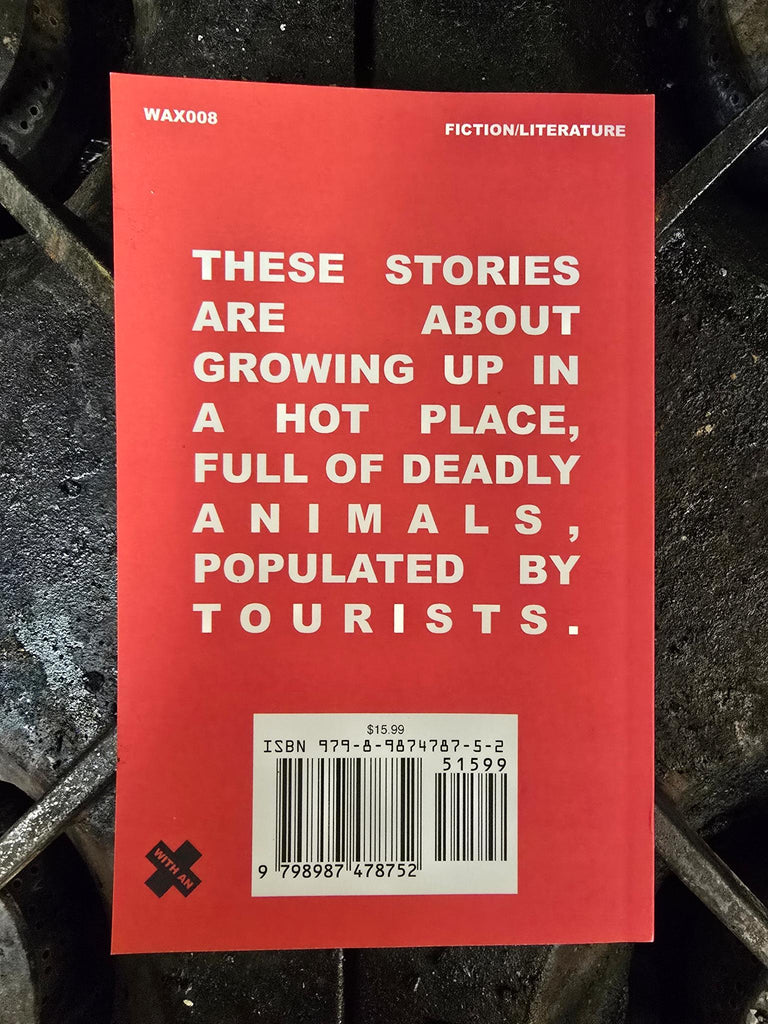 WAX008
FICTION/LITERATURE
THESE STORIES
ARE ABOUT
GROWING UP IN
A HOT PLACE,
FULL OF DEADLY
ANIMALS,
POPULATED BY
TOURISTS.
$15.99
ISBN 979-8-9874787-5-2
51599
9 798987 478752
WITH AN